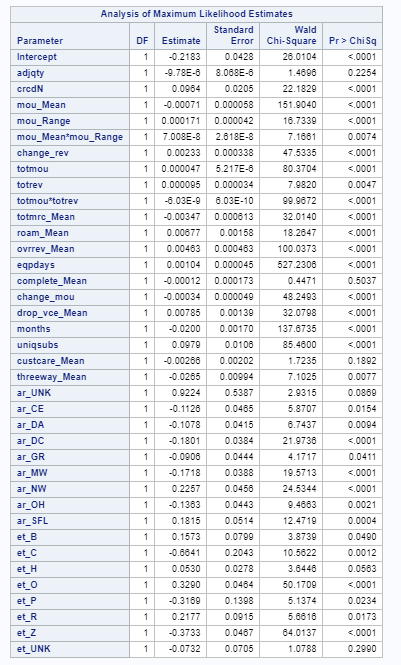 Analysis of Maximum Likelihood Estimates
Parameter DF Estimate Standard Error Wald Chi-Square Pr > ChiSq
Intercept 1 -0.2183 0.0428 26.0104 <.0001
adjqty 1 -9.78E-6 8.068E-6 1.4696 0.2254
crcdN 1 0.0964 0.0205 22.1829 <.0001
mou_Mean 1 -0.00071 0.000058 151.9040 <.0001
mou_Range 1 0.000171 0.000042 16.7339 <.0001
mou_Mean*mou_Range 1 7.008E-8 2.618E-8 7.1661 0.0074
change_rev 1 0.00233 0.000338 47.5335 <.0001
totmou 1 0.000047 5.217E-6 80.3704 <.0001
totrev 1 0.000095 0.000034 7.9820 0.0047
totmou*totrev 1 -6.03E-9 6.03E-10 99.9672 <.0001
totmrc_Mean 1 -0.00347 0.000613 32.0140 <.0001
roam_Mean 1 0.00677 0.00158 18.2647 <.0001
ovrrev_Mean 1 0.00463 0.000463 100.0373 <.0001
eqpdays 1 0.00104 0.000045 527.2306 <.0001
complete_Mean 1 -0.00012 0.000173 0.4471 0.5037
change_mou 1 -0.00034 0.000049 48.2493 <.0001
drop_vce_Mean 1 0.00785 0.00139 32.0798 <.0001
months 1 -0.0200 0.00170 137.6735 <.0001
uniqsubs 1 0.0979 0.0106 85.4600 <.0001
custcare_Mean 1 -0.00266 0.00202 1.7235 0.1892
threeway_Mean 1 -0.0265 0.00994 7.1025 0.0077
ar_UNK 1 0.9224 0.5387 2.9315 0.0869
ar_CE 1 -0.1126 0.0465 5.8707 0.0154
ar_DA 1 -0.1078 0.0415 6.7437 0.0094
ar_DC 1 -0.1801 0.0384 21.9736 <.0001
ar_GR 1 -0.0906 0.0444 4.1717 0.0411
ar_MW 1 -0.1718 0.0388 19.5713 <.0001
ar_NW 1 0.2257 0.0456 24.5344 <.0001
ar_OH 1 -0.1363 0.0443 9.4663 0.0021
ar_SFL 1 0.1815 0.0514 12.4719 0.0004
et_B 1 0.1573 0.0799 3.8739 0.0490
et_C 1 -0.6641 0.2043 10.5622 0.0012
et_H 1 0.0530 0.0278 3.6446 0.0563
et_O 1 0.3290 0.0464 50.1709 <.0001
et_P 1 -0.3169 0.1398 5.1374 0.0234
et_R 1 0.2177 0.0915 5.6616 0.0173
et_Z 1 -0.3733 0.0467 64.0137 <.0001
et_UNK 1 -0.0732 0.0705 1.0788 0.2990